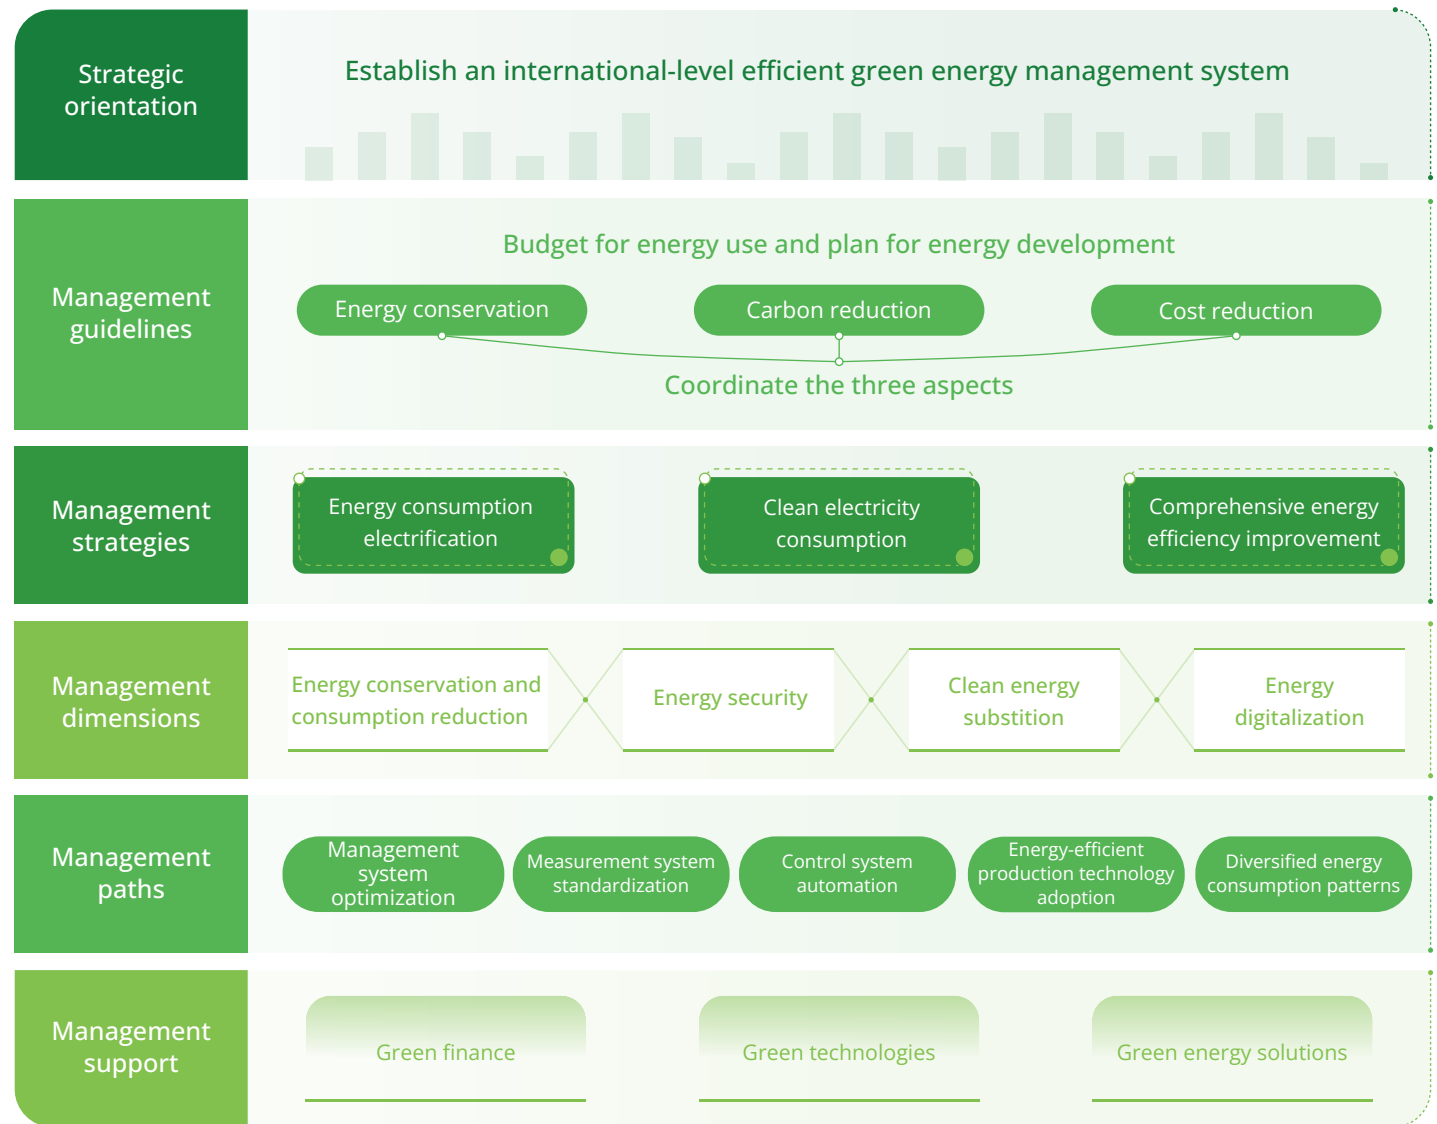 Strategic
orientation
Establish an international-level efficient green energy management system
Management
guidelines
Budget for energy use and plan for energy development
Energy conservation
Carbon reduction
Cost reduction
Coordinate the three aspects
Management
strategies
Energy consumption
electrification
Clean electricity
consumption
Comprehensive energy
efficiency improvement
Management
dimensions
Energy conservation and
consumption reduction
Energy security
Clean energy
substition
Energy
digitalization
Management
paths
Management
system
optimization
Measurement system
standardization
Control system
automation
Energy-efficient
production technology
adoption
Diversified energy
consumption patterns
Management
support
Green finance
Green technologies
Green energy solutions